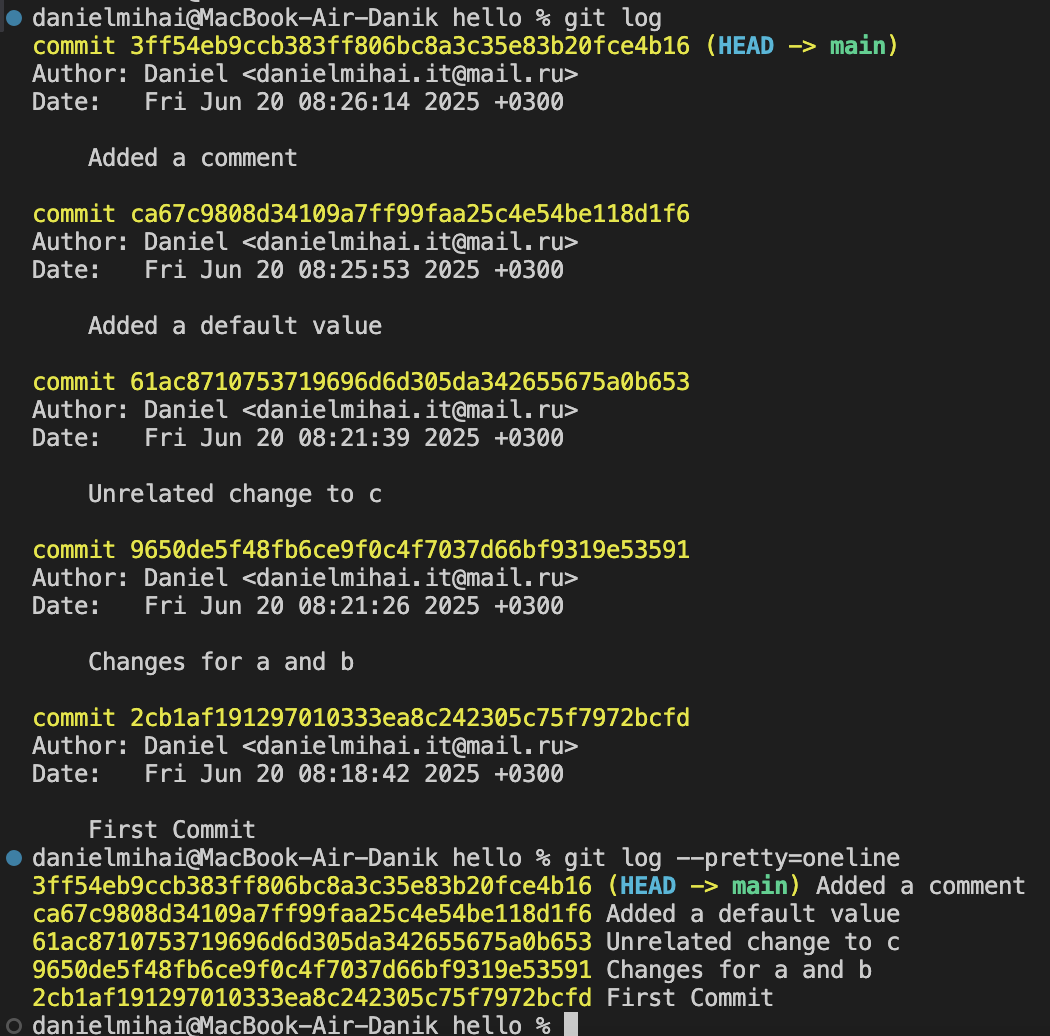 danielmihai@MacBook-Air-Danik hello % git log
commit 3ff54eb9ccb383ff806bc8a3c35e83b20fce4b16 (HEAD -> main)
Author: Daniel <danielmihai.it@mail.ru>
Date:   Fri Jun 20 08:26:14 2025 +0300
    Added a comment
commit ca67c9808d34109a7ff99faa25c4e54be118d1f6
Author: Daniel <danielmihai.it@mail.ru>
Date:   Fri Jun 20 08:25:53 2025 +0300
    Added a default value
commit 61ac8710753719696d6d305da342655675a0b653
Author: Daniel <danielmihai.it@mail.ru>
Date:   Fri Jun 20 08:21:39 2025 +0300
    Unrelated change to c
commit 9650de5f48fb6ce9f0c4f7037d66bf9319e53591
Author: Daniel <danielmihai.it@mail.ru>
Date:   Fri Jun 20 08:21:26 2025 +0300
    Changes for a and b
commit 2cb1af191297010333ea8c242305c75f7972bcfd
Author: Daniel <danielmihai.it@mail.ru>
Date:   Fri Jun 20 08:18:42 2025 +0300
    First Commit
danielmihai@MacBook-Air-Danik hello % git log --pretty=oneline
3ff54eb9ccb383ff806bc8a3c35e83b20fce4b16 (HEAD -> main) Added a comment
ca67c9808d34109a7ff99faa25c4e54be118d1f6 Added a default value
61ac8710753719696d6d305da342655675a0b653 Unrelated change to c
9650de5f48fb6ce9f0c4f7037d66bf9319e53591 Changes for a and b
2cb1af191297010333ea8c242305c75f7972bcfd First Commit
danielmihai@MacBook-Air-Danik hello %